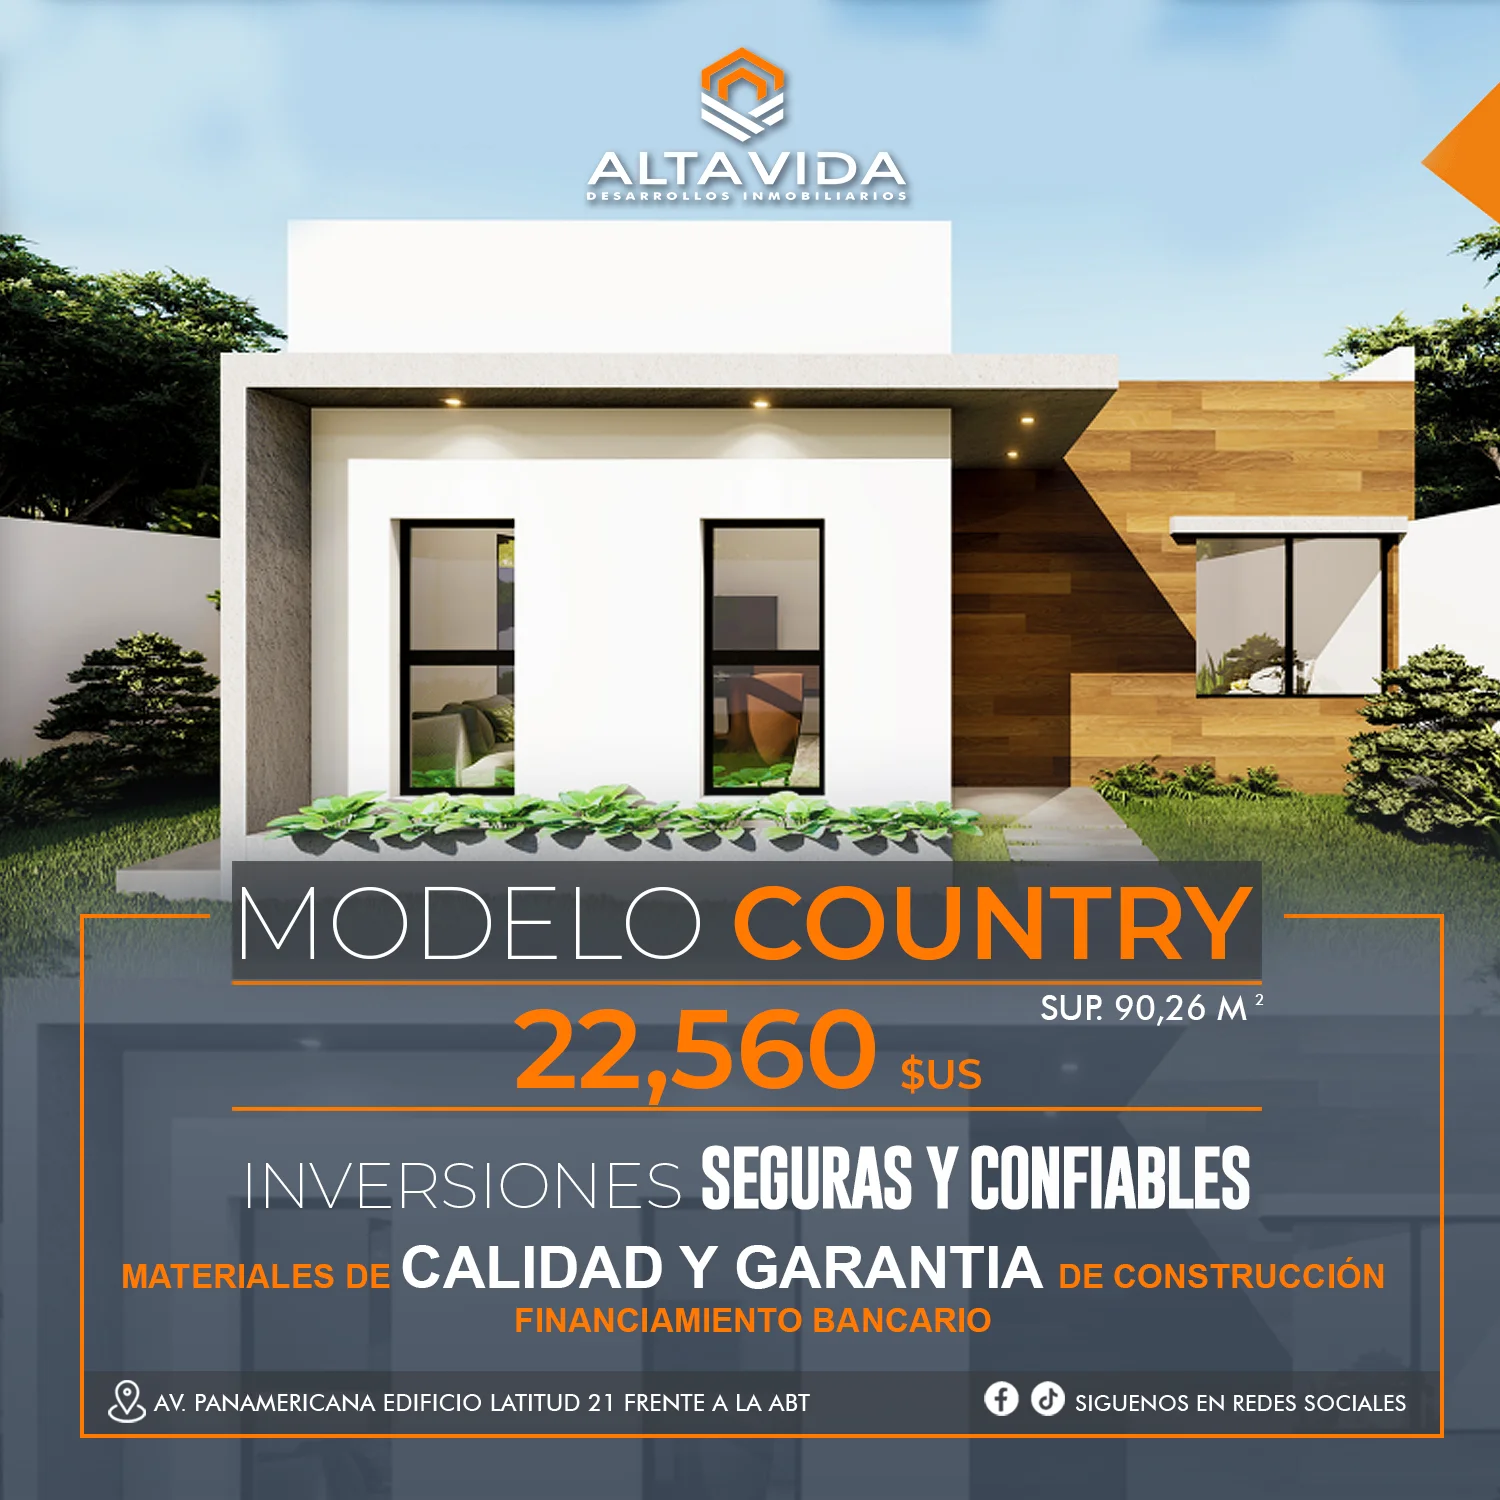 ALTAVIDA
DESARROLLOS INMOBILIARIOS
MODELO COUNTRY
SUP. 90,26 M²
22,560 $US
INVERSIONES SEGURAS Y CONFIABLES
MATERIALES DE CALIDAD Y GARANTIA DE CONSTRUCCIÓN
FINANCIAMIENTO BANCARIO
AV. PANAMERICANA EDIFICIO LATITUD 21 FRENTE A LA ABT
SIGUENOS EN REDES SOCIALES